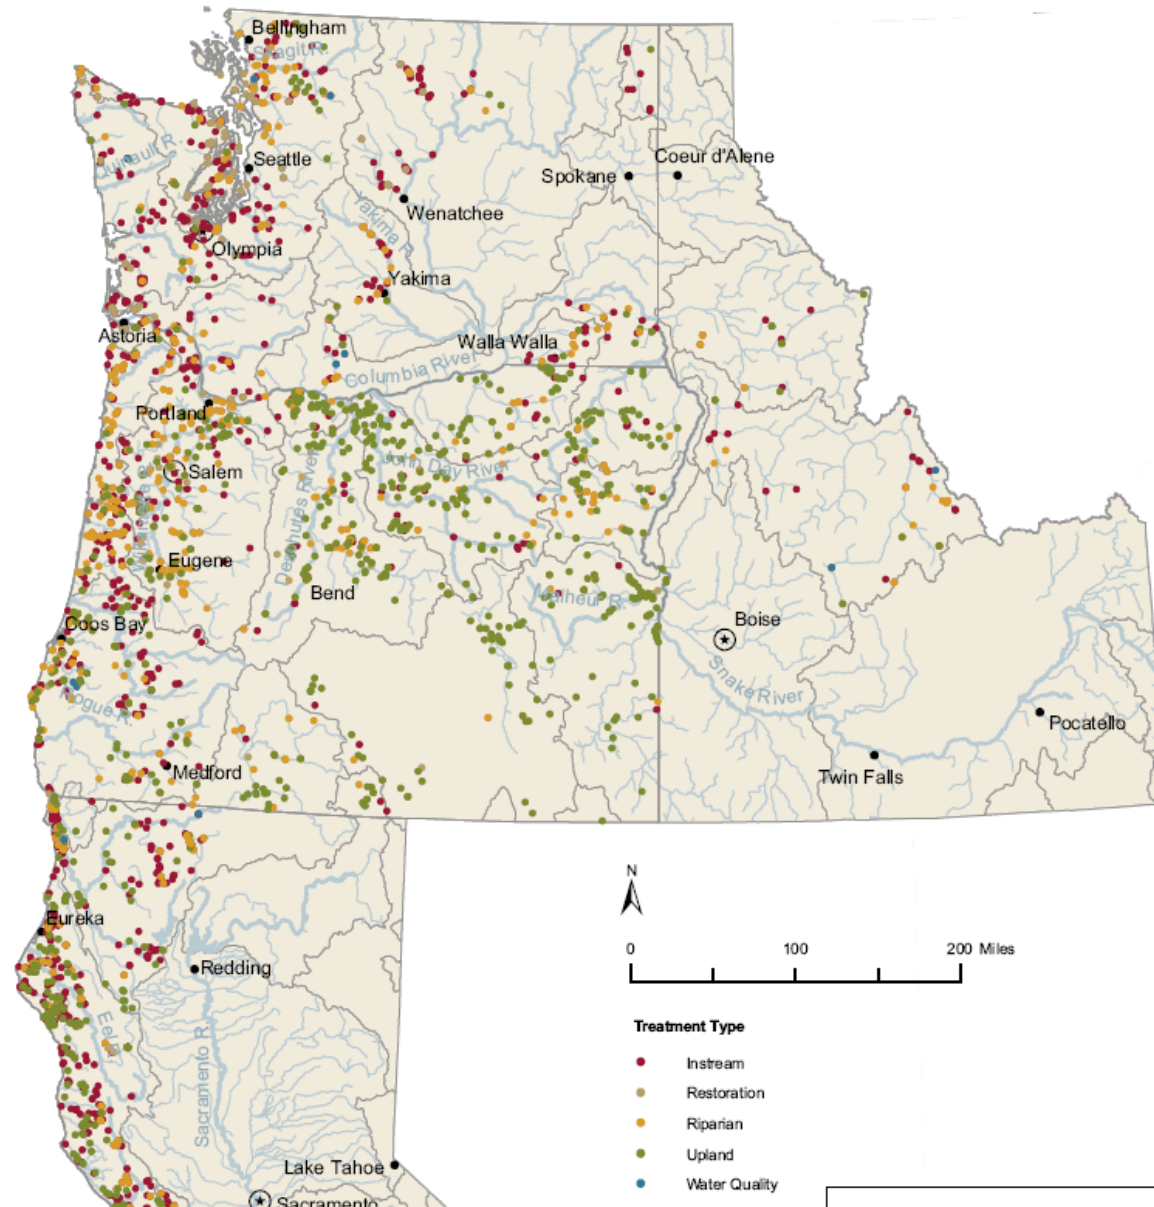 Bellingham
Skagit R.
Quinault R.
Seattle
Coeur d'Alene
Spokane
Wenatchee
Yakima R.
Olympia
Yakima
Astoria
Walla Walla
Columbia River
Portland
John Day River
Salem
Willamette R.
Deschutes River
Eugene
Bend
Malheur R.
Coos Bay
Boise
Snake River
Rogue R.
Pocatello
Medford
Twin Falls
N
Eureka
0 100 200 Miles
Redding
Eel R.
Sacramento R.
Treatment Type
Instream
Restoration
Riparian
Upland
Water Quality
Lake Tahoe
Sacramento